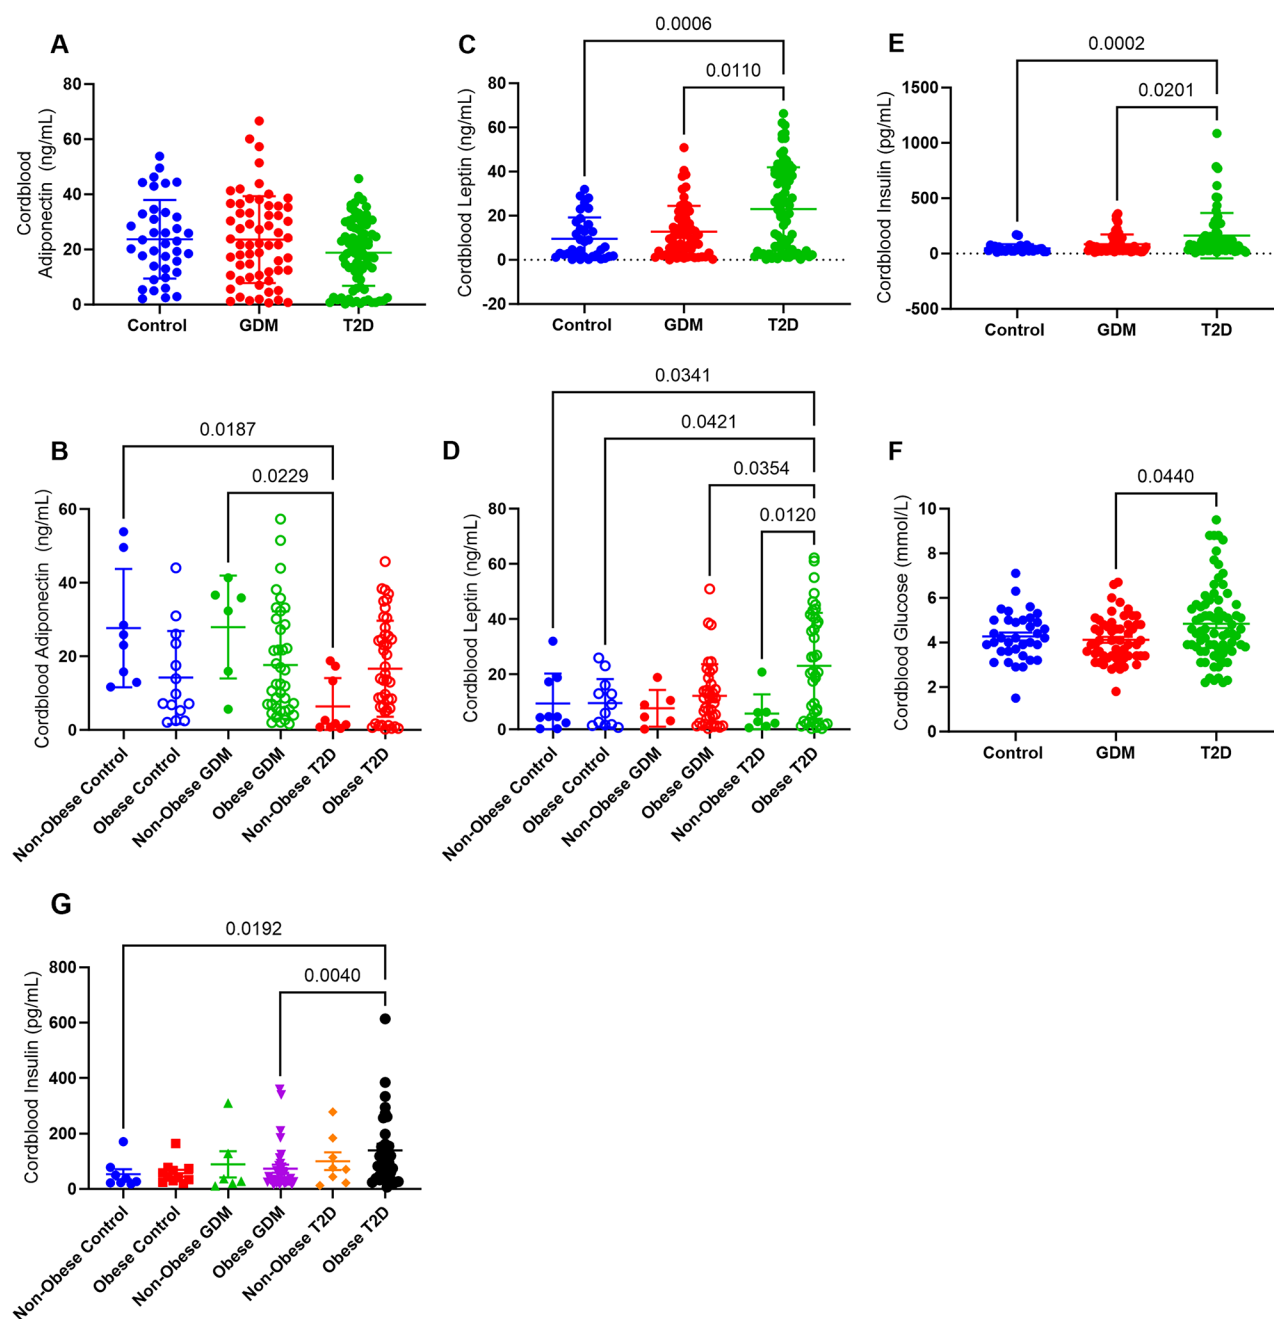 A
Cordblood
Adiponectin (ng/mL)
80
60
40
20
0
Control
GDM
T2D
C
0.0006
0.0110
Cordblood Leptin (ng/mL)
80
60
40
20
0
-20
Control
GDM
T2D
E
0.0002
0.0201
Cordblood Insulin (pg/mL)
1500
1000
500
0
-500
Control
GDM
T2D
B
0.0187
0.0229
Cordblood Adiponectin (ng/mL)
60
40
20
0
Non-Obese Control
Obese Control
Non-Obese GDM
Obese GDM
Non-Obese T2D
Obese T2D
D
0.0341
0.0421
0.0354
0.0120
Cordblood Leptin (ng/mL)
80
60
40
20
0
Non-Obese Control
Obese Control
Non-Obese GDM
Obese GDM
Non-Obese T2D
Obese T2D
F
0.0440
Cordblood Glucose (mmol/L)
10
8
6
4
2
0
Control
GDM
T2D
G
0.0192
0.0040
Cordblood Insulin (pg/mL)
800
600
400
200
0
Non-Obese Control
Obese Control
Non-Obese GDM
Obese GDM
Non-Obese T2D
Obese T2D